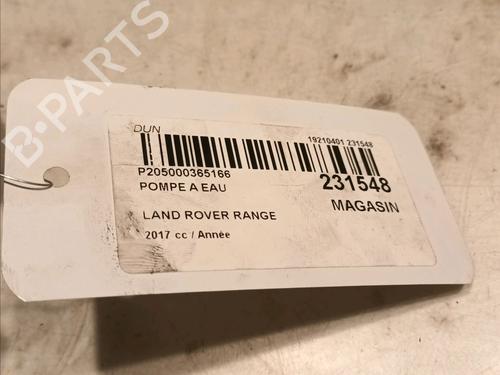 B-PARTS
DUN
19210401 231548
P205000365166
231548
POMPE A EAU
MAGASIN
LAND ROVER RANGE
2017 cc / Année